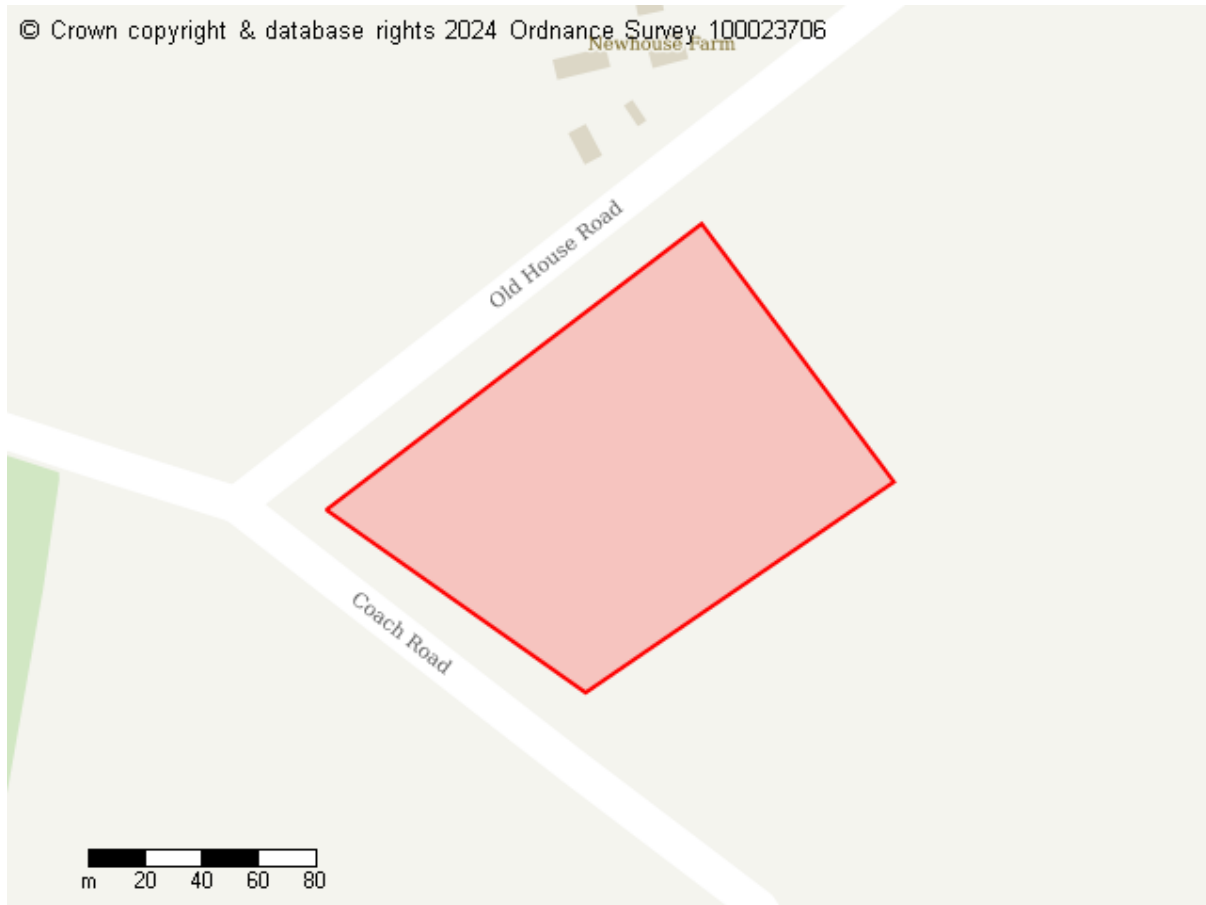 © Crown copyright & database rights 2024 Ordnance Survey 100023706
Newhouse Farm
Old House Road
Coach Road
m 20 40 60 80